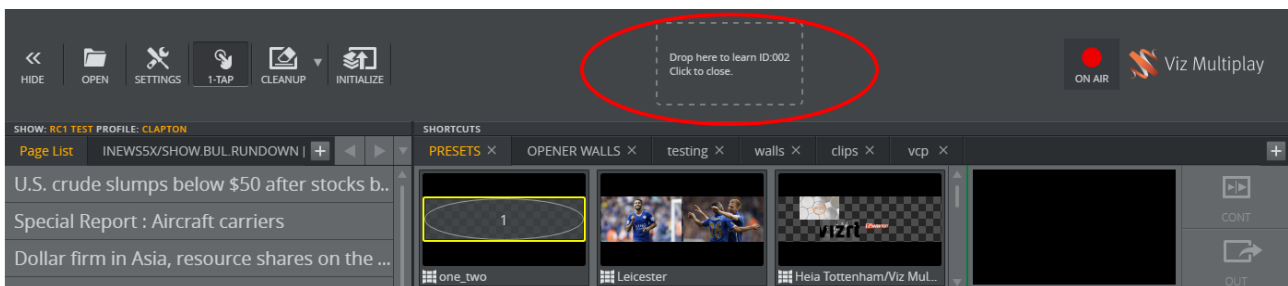 Drop here to learn ID:002
Click to close.
HIDE
OPEN
SETTINGS
1-TAP
CLEANUP
INITIALIZE
ON AIR
Viz Multiplay
SHOW: RC1 TEST PROFILE: CLAPTON
Page List
INEWS5X/SHOW.BUL.RUNDOWN |
U.S. crude slumps below $50 after stocks b..
Special Report : Aircraft carriers
Dollar firm in Asia, resource shares on the ...
SHORTCUTS
PRESETS ×
OPENER WALLS ×
testing ×
walls ×
clips ×
vcp ×
1
vizrt
one_two
Leicester
Heia Tottenham/Viz Mul...
CONT
OUT